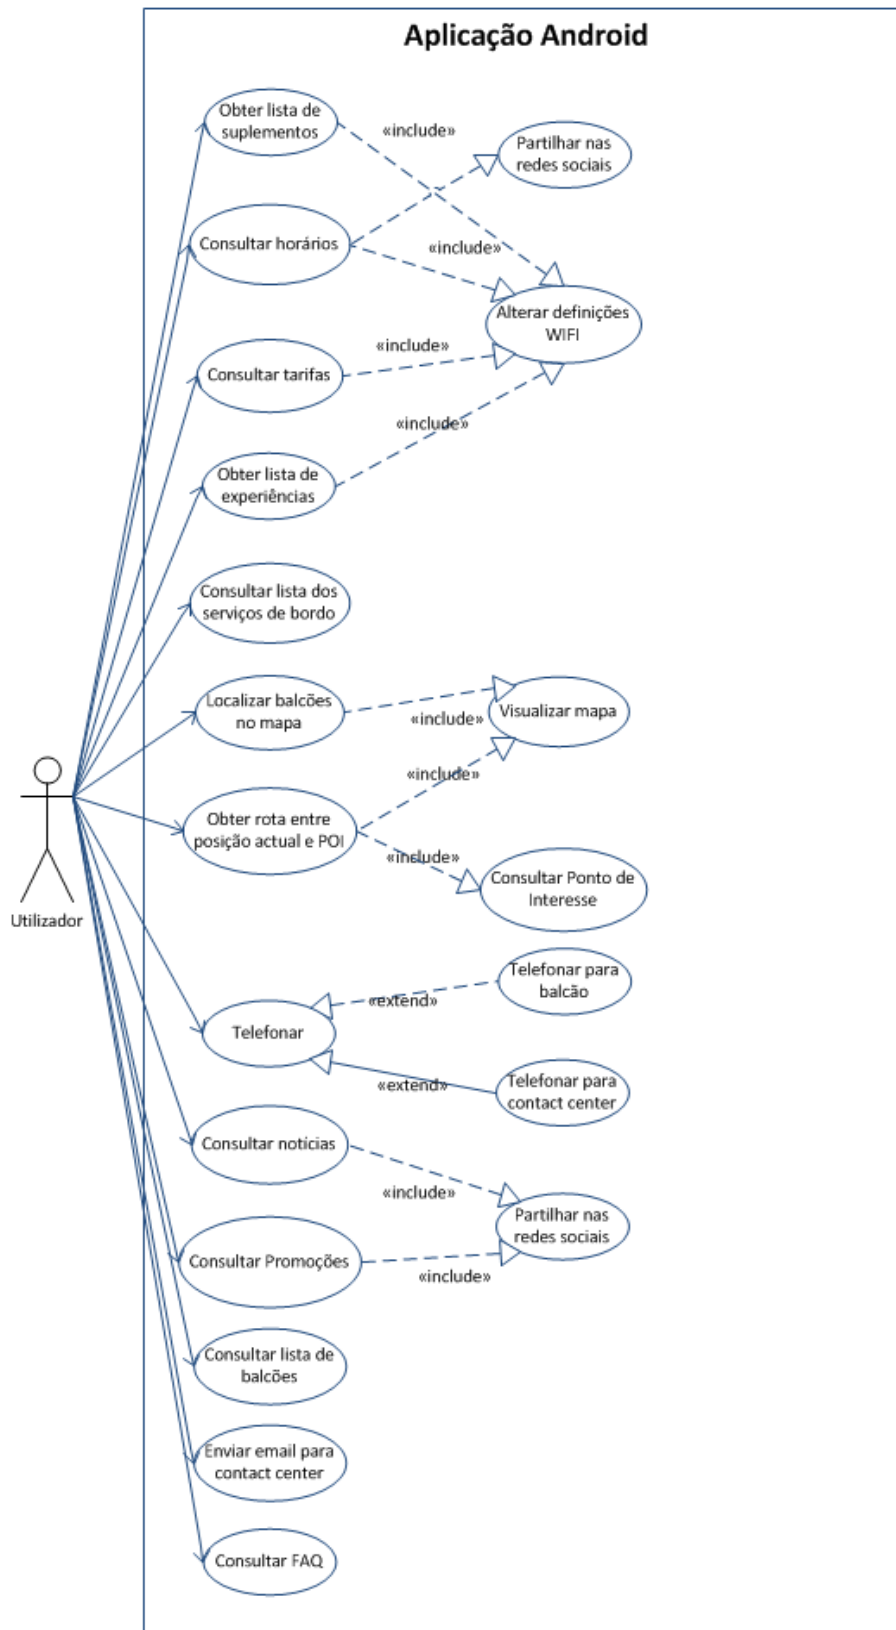 Aplicação Android
Obter lista de
suplementos
«include»
Partilhar nas
redes sociais
Consultar horários
«include»
Alterar definições
WIFI
«include»
Consultar tarifas
«include»
Obter lista de
experiências
Consultar lista dos
serviços de bordo
Localizar balcões
no mapa
«include»
Visualizar mapa
«include»
Obter rota entre
posição actual e POI
«include»
Consultar Ponto de
Interesse
Utilizador
Telefonar para
balcão
«extend»
Telefonar
«extend»
Telefonar para
contact center
Consultar notícias
«include»
Partilhar nas
redes sociais
Consultar Promoções
«include»
Consultar lista de
balcões
Enviar email para
contact center
Consultar FAQ